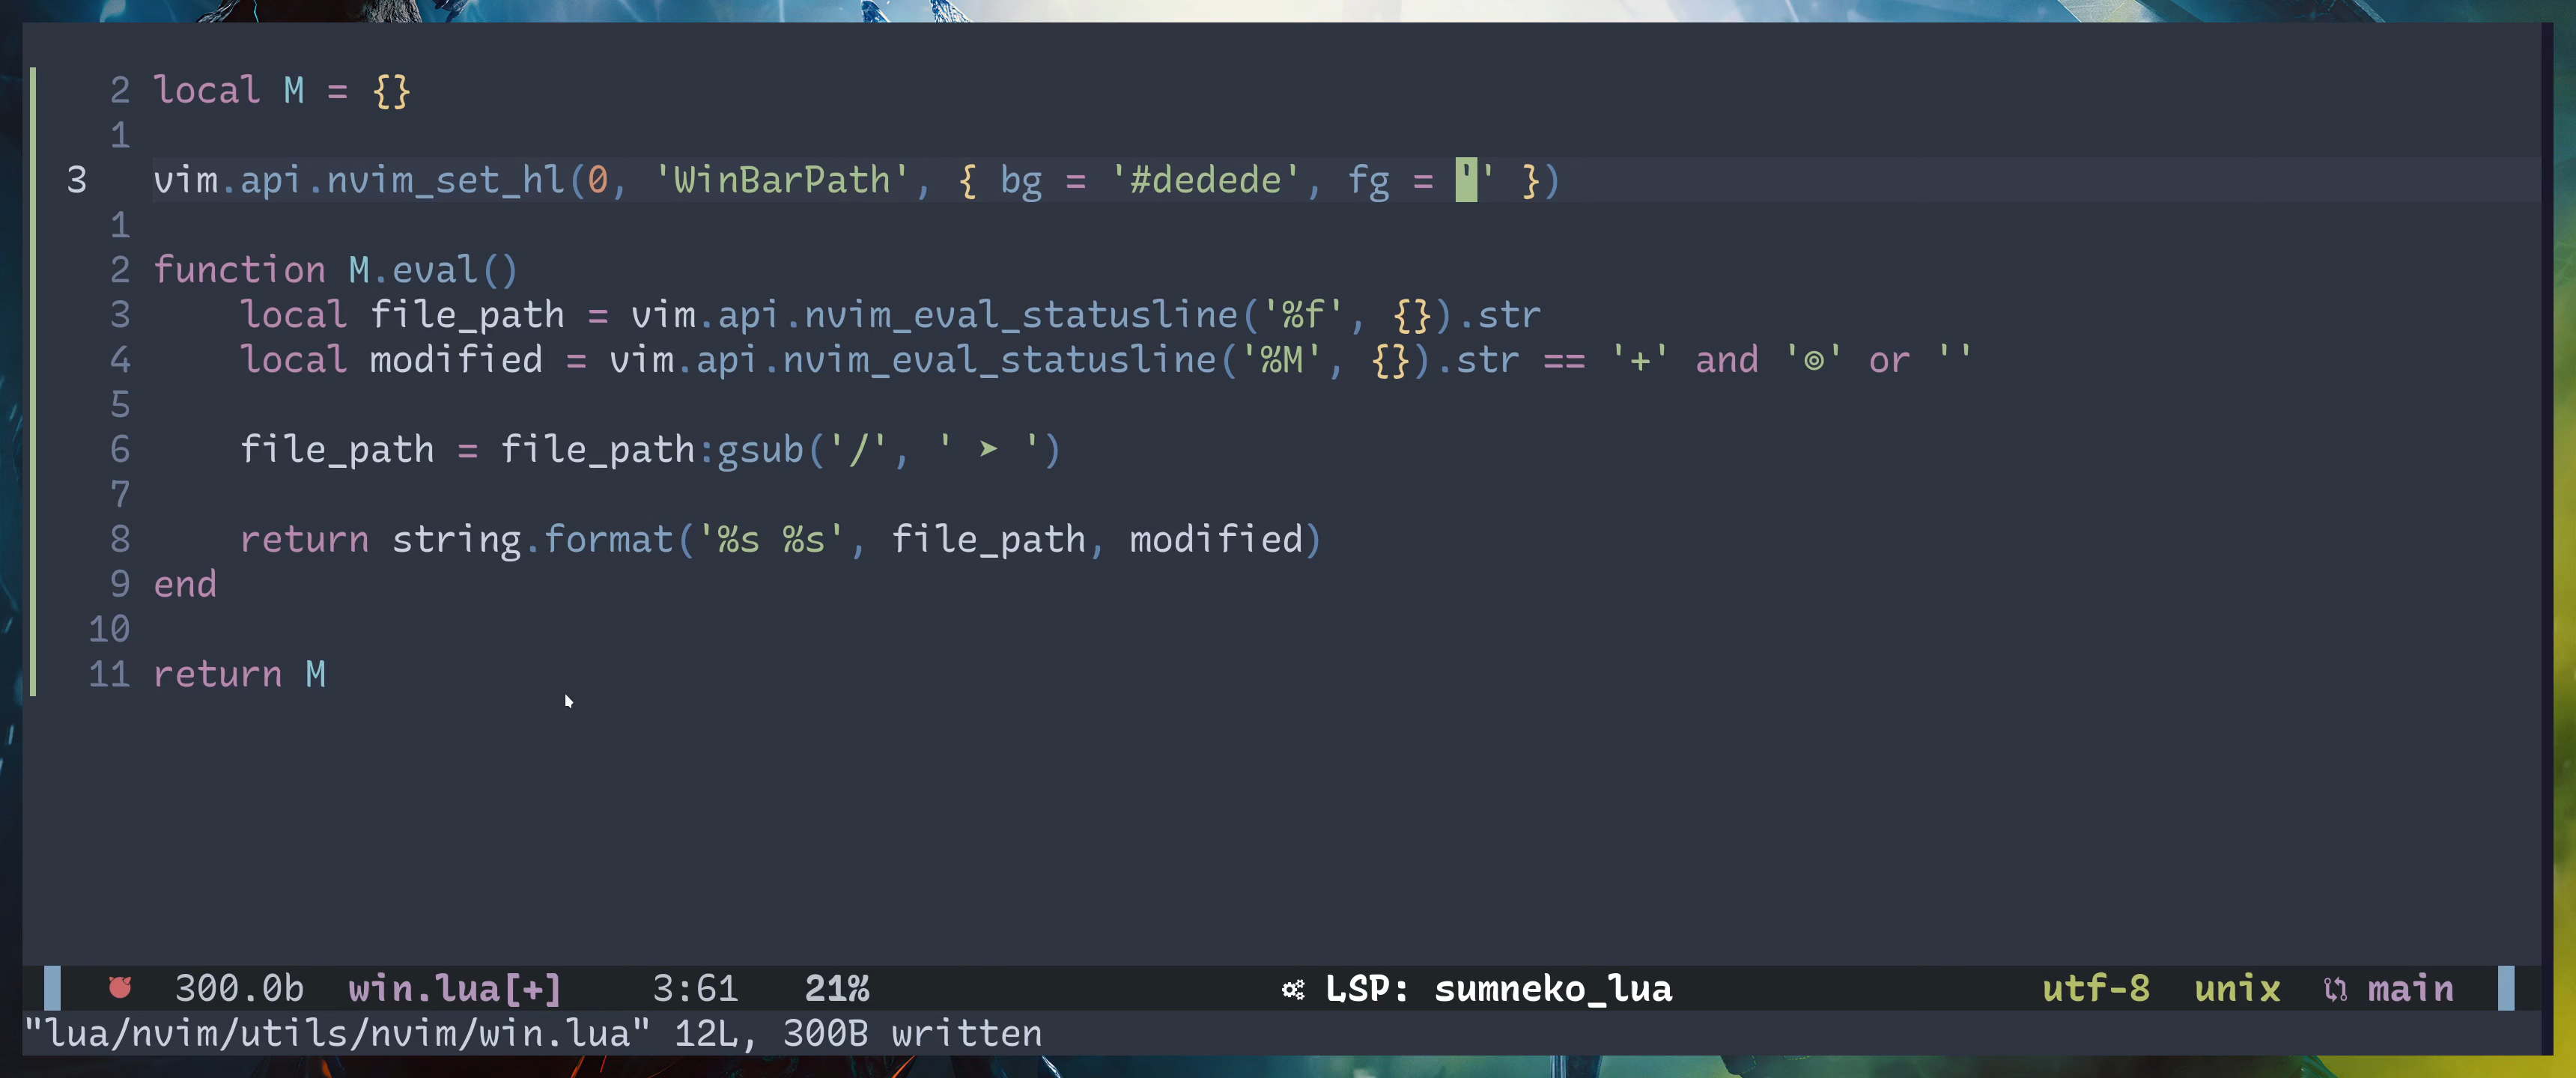 2 local M = {}
1
3 vim.api.nvim_set_hl(0, 'WinBarPath', { bg = '#dedede', fg = '' })
1
2 function M.eval()
3     local file_path = vim.api.nvim_eval_statusline('%f', {}).str
4     local modified = vim.api.nvim_eval_statusline('%M', {}).str == '+' and '⊚' or ''
5
6     file_path = file_path:gsub('/', ' ➤ ')
7
8     return string.format('%s %s', file_path, modified)
9 end
10
11 return M
300.0b win.lua[+] 3:61 21% LSP: sumneko_lua utf-8 unix main
"lua/nvim/utils/nvim/win.lua" 12L, 300B written